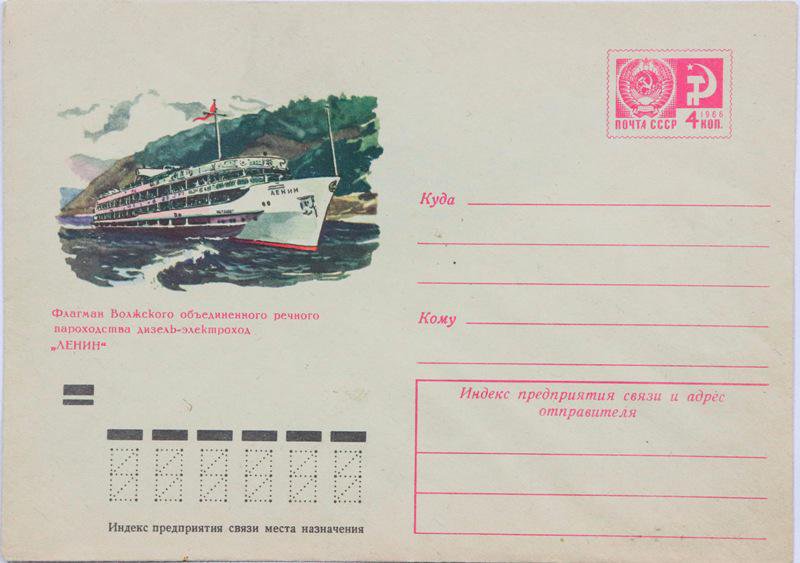 ЛЕНИН
ПОЧТА СССР
1966
4 КОП.
Флагман Волжского объединенного речного
пароходства дизель-электроход
„ЛЕНИН“
Куда
Кому
Индекс предприятия связи и адрес
отправителя
Индекс предприятия связи места назначения